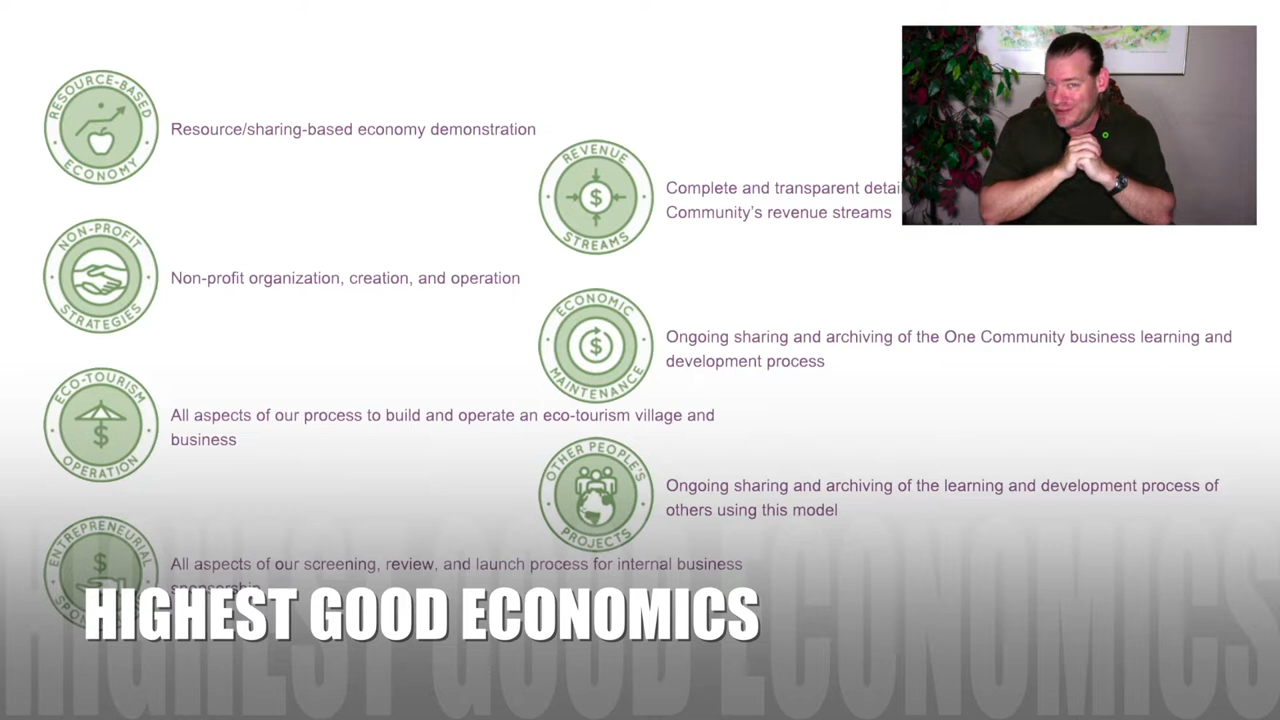 RESOURCE-BASED
ECONOMY
Resource/sharing-based economy demonstration
NON-PROFIT
STRATEGIES
Non-profit organization, creation, and operation
ECO-TOURISM
OPERATION
All aspects of our process to build and operate an eco-tourism village and
business
ENTREPRENEURIAL
All aspects of our screening, review, and launch process for internal business
sponsorship
REVENUE
STREAMS
Complete and transparent
Community’s revenue streams
ECONOMIC
MAINTENANCE
Ongoing sharing and archiving of the One Community business learning and
development process
OTHER PEOPLE'S
PROJECTS
Ongoing sharing and archiving of the learning and development process of
others using this model
HIGHEST GOOD ECONOMICS
HIGHEST GOOD ECONOMICS